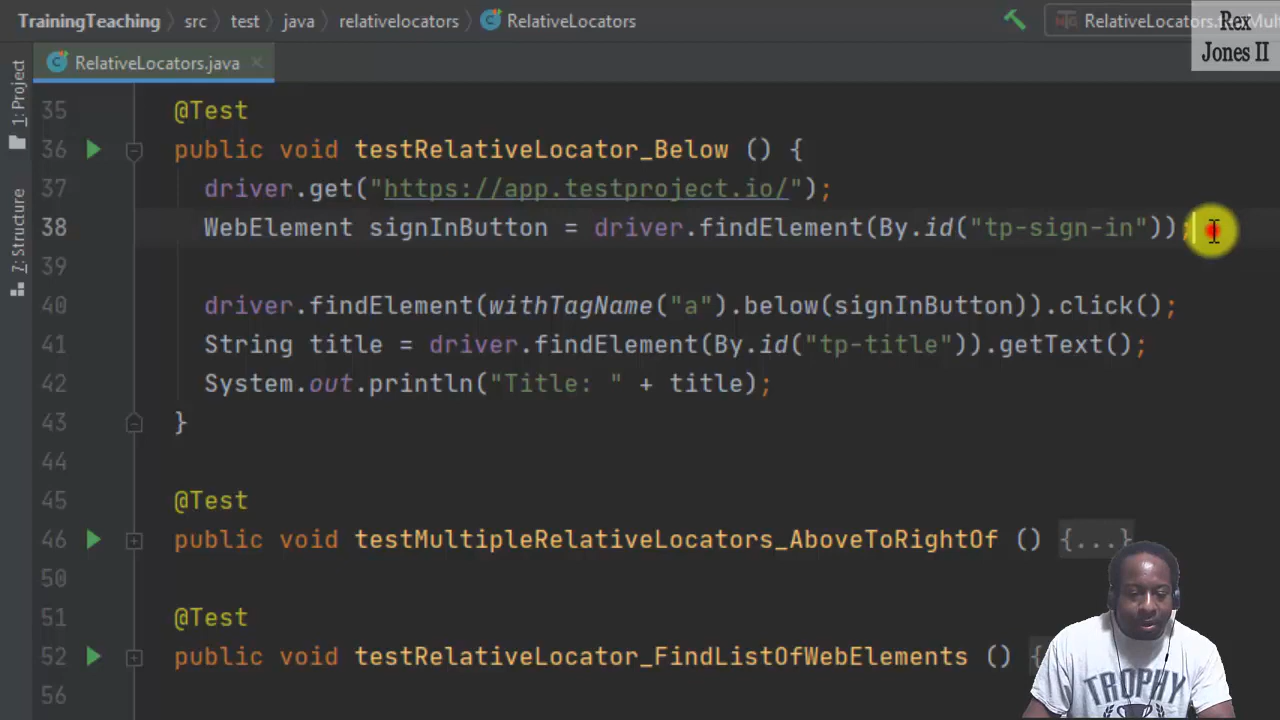 TrainingTeaching src test java relativelocators RelativeLocators RelativeLocators.
Rex
Jones II
RelativeLocators.java
1: Project
7: Structure
35 @Test
36 public void testRelativeLocator_Below () {
37 driver.get("https://app.testproject.io/");
38 WebElement signInButton = driver.findElement(By.id("tp-sign-in"));
39
40 driver.findElement(withTagName("a").below(signInButton)).click();
41 String title = driver.findElement(By.id("tp-title")).getText();
42 System.out.println("Title: " + title);
43 }
44
45 @Test
46 public void testMultipleRelativeLocators_AboveToRightOf () {...}
50
51 @Test
52 public void testRelativeLocator_FindListOfWebElements () {
56
TROPHY